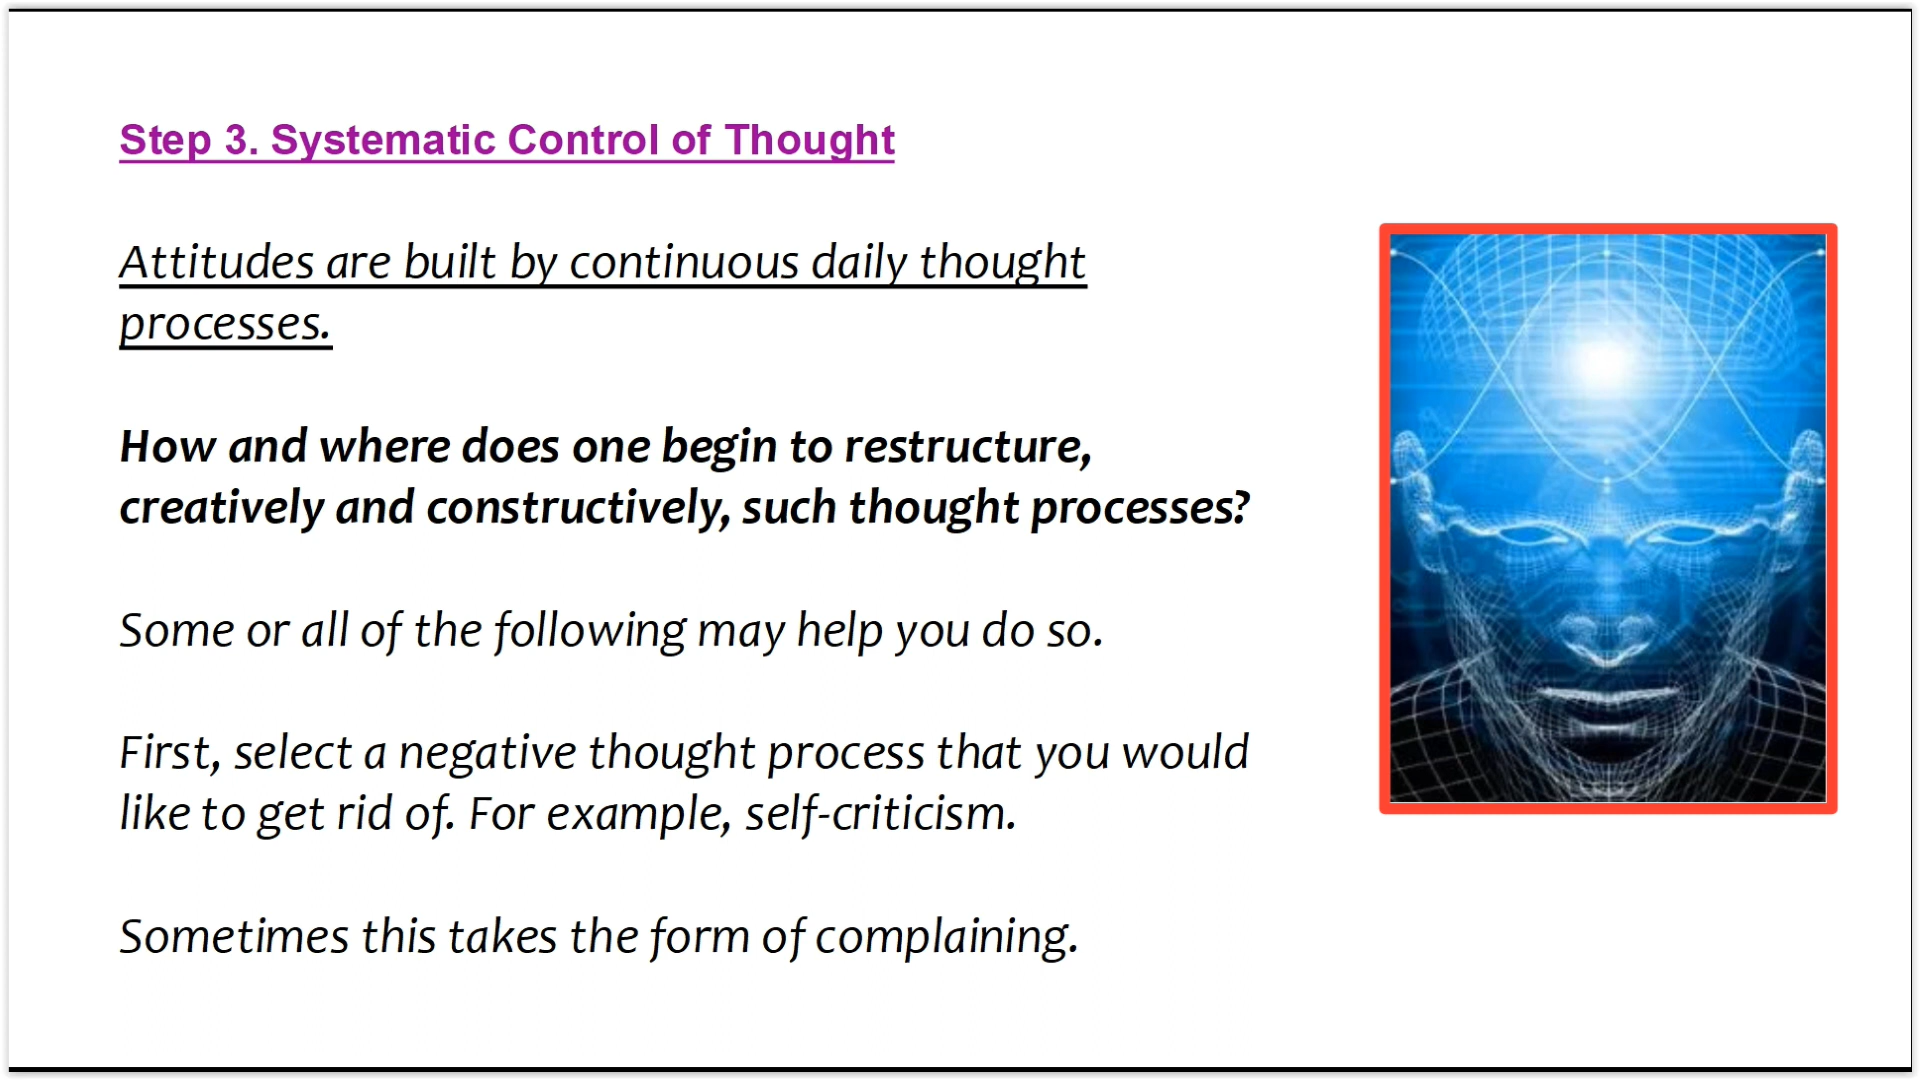 Step 3. Systematic Control of Thought
Attitudes are built by continuous daily thought
processes.
How and where does one begin to restructure,
creatively and constructively, such thought processes?
Some or all of the following may help you do so.
First, select a negative thought process that you would
like to get rid of. For example, self-criticism.
Sometimes this takes the form of complaining.